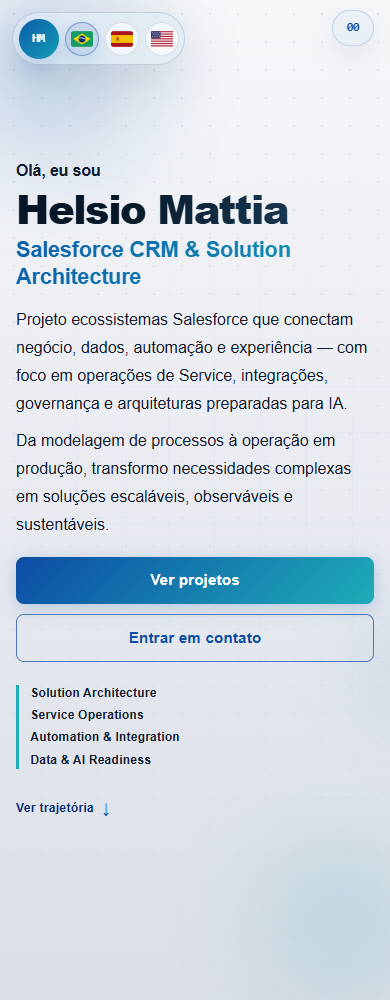 HM
00
Olá, eu sou
Helsio Mattia
Salesforce CRM & Solution
Architecture
Projeto ecossistemas Salesforce que conectam
negócio, dados, automação e experiência — com
foco em operações de Service, integrações,
governança e arquiteturas preparadas para IA.
Da modelagem de processos à operação em
produção, transformo necessidades complexas
em soluções escaláveis, observáveis e
sustentáveis.
Ver projetos
Entrar em contato
Solution Architecture
Service Operations
Automation & Integration
Data & AI Readiness
Ver trajetória ↓